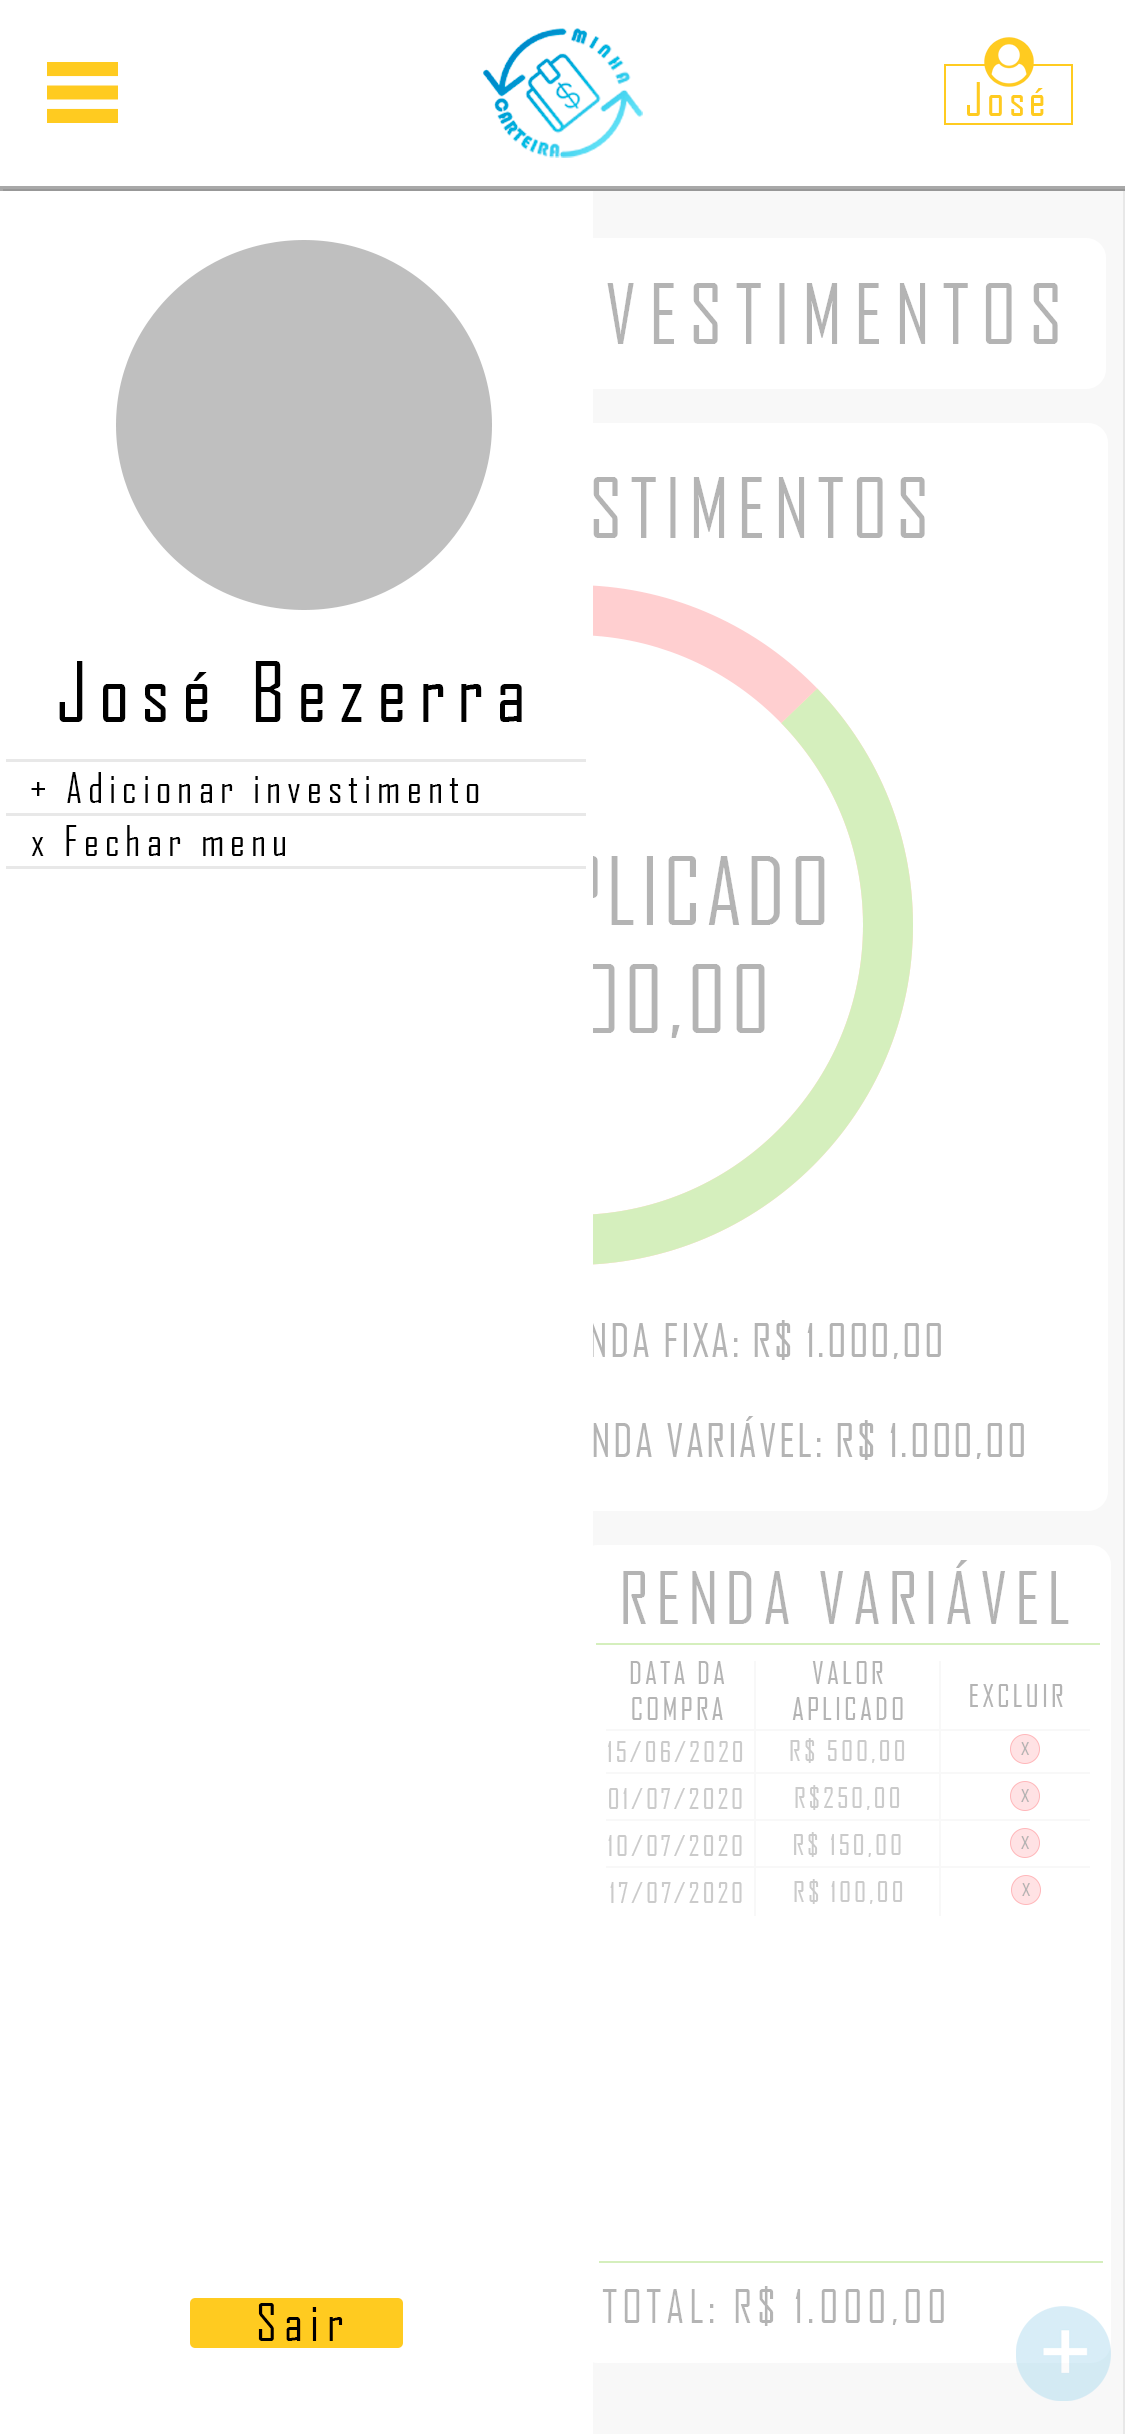 MINHA
CARTEIRA
José
José Bezerra
+ Adicionar investimento
x Fechar menu
Sair
VESTIMENTOS
STIMENTOS
PLICADO
00,00
NDA FIXA: R$ 1.000,00
NDA VARIÁVEL: R$ 1.000,00
RENDA VARIÁVEL
DATA DA COMPRA VALOR APLICADO EXCLUIR
15/06/2020 R$ 500,00 X
01/07/2020 R$250,00 X
10/07/2020 R$ 150,00 X
17/07/2020 R$ 100,00 X
TOTAL: R$ 1.000,00
+